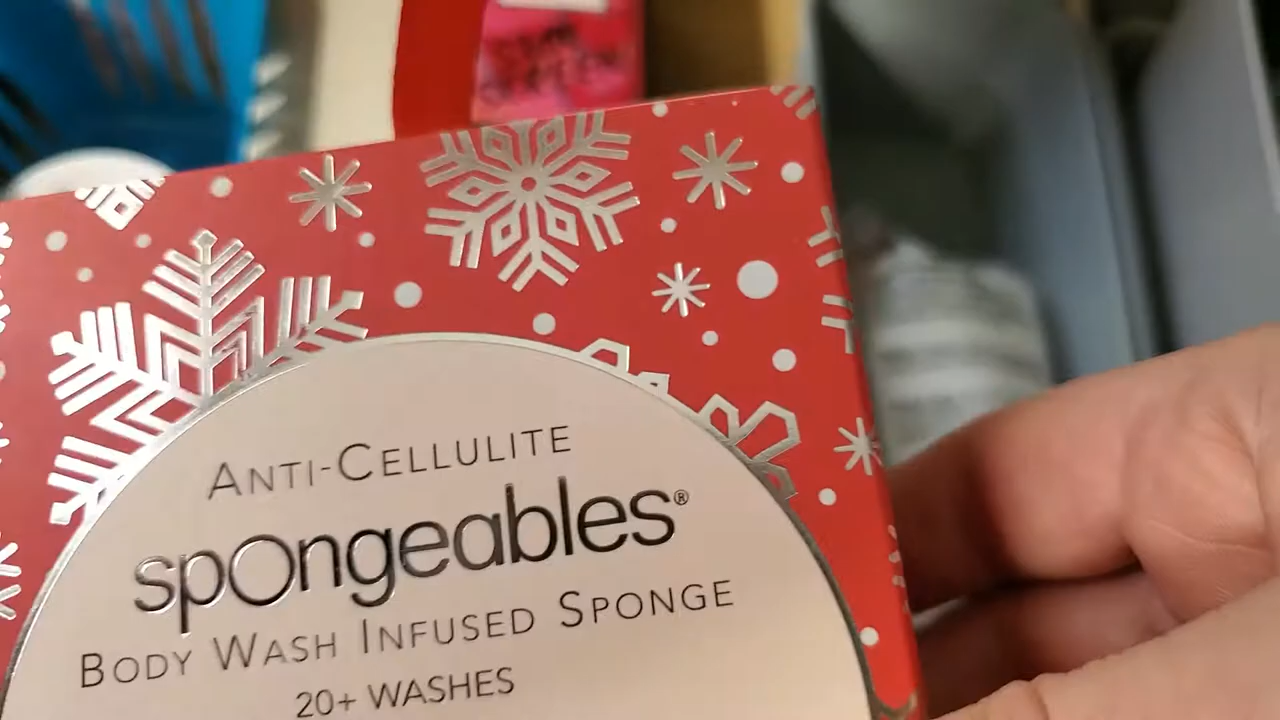 ANTI-CELLULITE
spOngeables®
BODY WASH INFUSED SPONGE
20+ WASHES